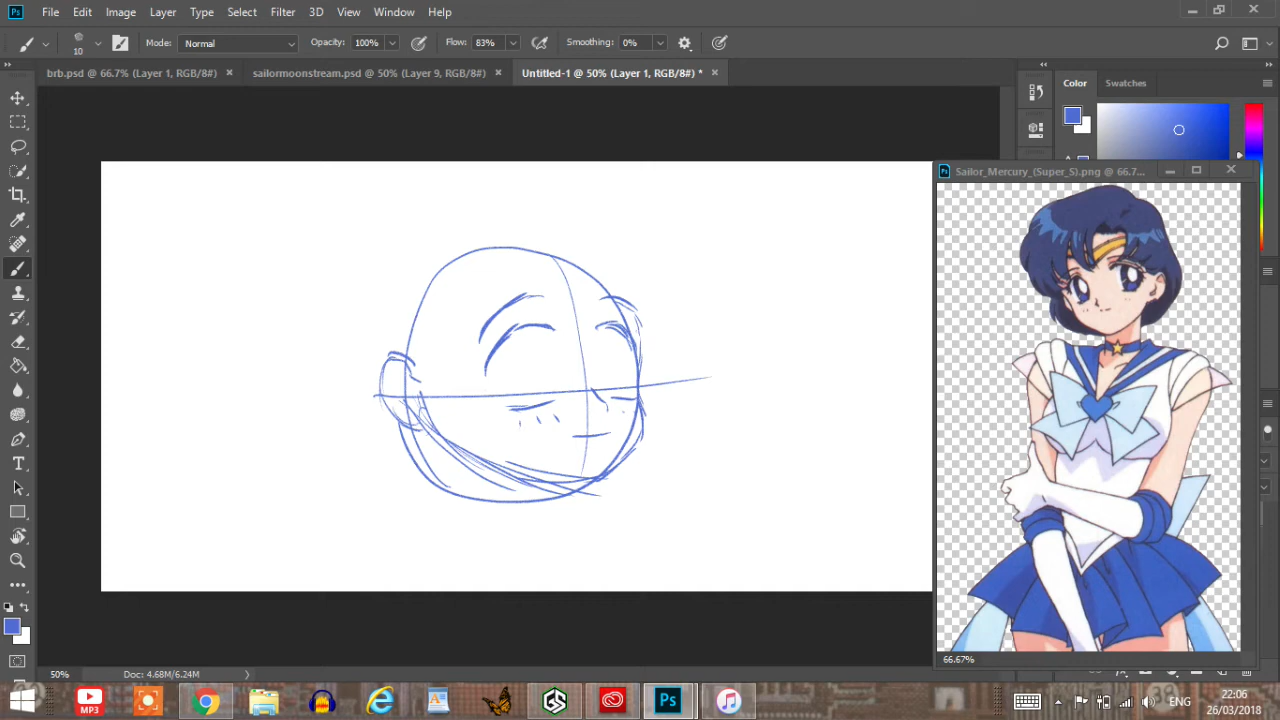 Ps File Edit Image Layer Type Select Filter 3D View Window Help
10 Mode: Normal Opacity: 100% Flow: 83% Smoothing: 0%
brb.psd @ 66.7% (Layer 1, RGB/8#) × sailormoonstream.psd @ 50% (Layer 9, RGB/8#) × Untitled-1 @ 50% (Layer 1, RGB/8#) * ×
Color Swatches
Sailor_Mercury_(Super_S).png @ 66.7...
66.67%
50% Doc: 4.68M/6.24M
MP3 Ps ENG
22:06
26/03/2018